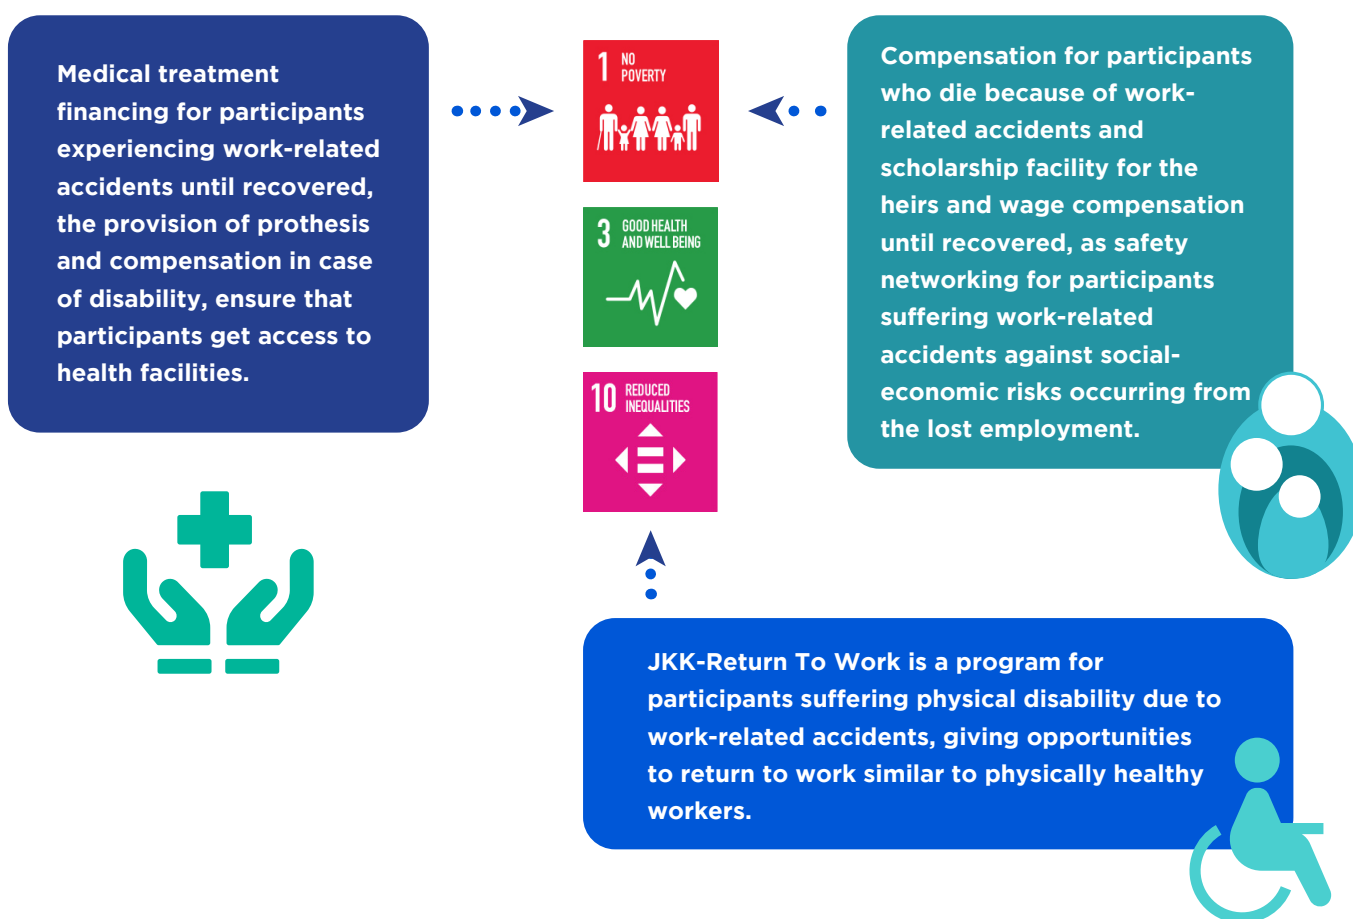 Medical treatment
financing for participants
experiencing work-related
accidents until recovered,
the provision of prothesis
and compensation in case
of disability, ensure that
participants get access to
health facilities.
1 NO
POVERTY
3 GOOD HEALTH
AND WELL BEING
10 REDUCED
INEQUALITIES
Compensation for participants
who die because of work-
related accidents and
scholarship facility for the
heirs and wage compensation
until recovered, as safety
networking for participants
suffering work-related
accidents against social-
economic risks occurring from
the lost employment.
JKK-Return To Work is a program for
participants suffering physical disability due to
work-related accidents, giving opportunities
to return to work similar to physically healthy
workers.